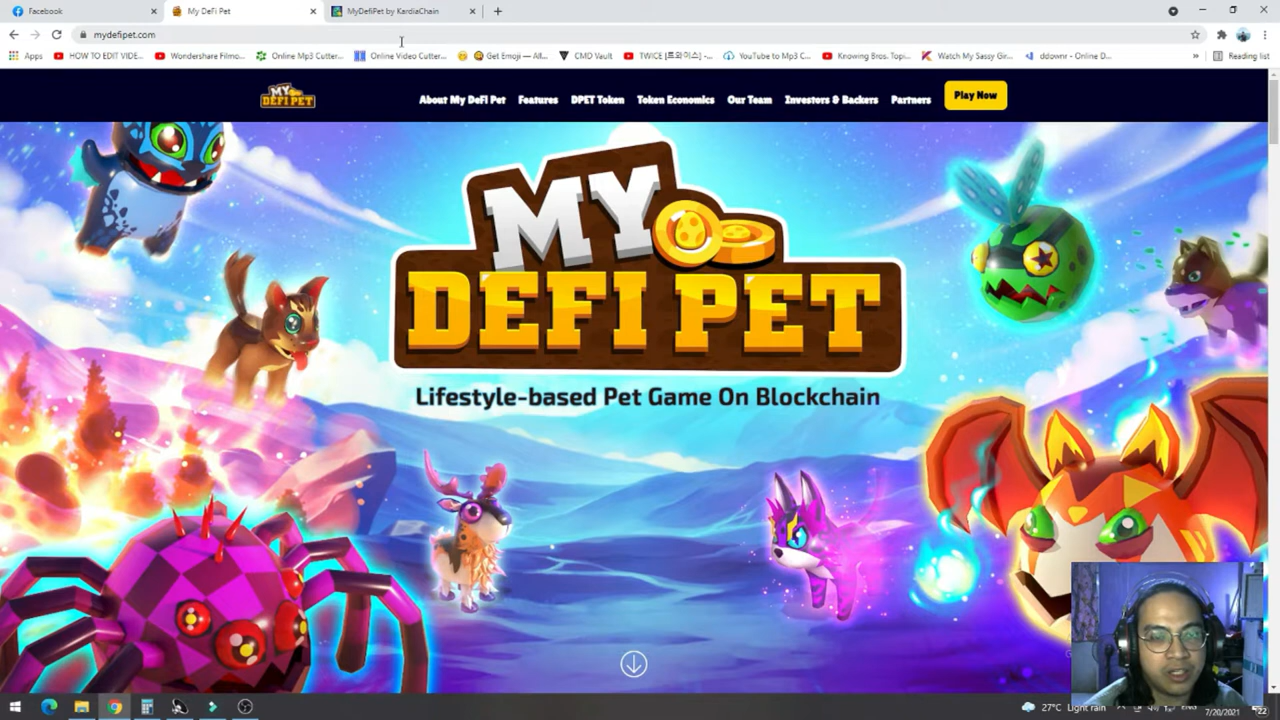 Facebook
My DeFi Pet
MyDefiPet by KardiaChain
mydefipet.com
Apps
HOW TO EDIT VIDE...
Wondershare Filmo...
Online Mp3 Cutter...
Online Video Cutter...
Get Emoji — All...
CMD Vault
TWICE [트와이스]...
YouTube to Mp3 C...
Knowing Bros. Topi...
Watch My Sassy Gir...
ddownr - Online D...
»
Reading list
MY DEFI PET
About My DeFi Pet
Features
DPET Token
Token Economics
Our Team
Investors & Backers
Partners
Play Now
MY
DEFI PET
Lifestyle-based Pet Game On Blockchain
27°C Light rain
ENG
7/20/2021
22